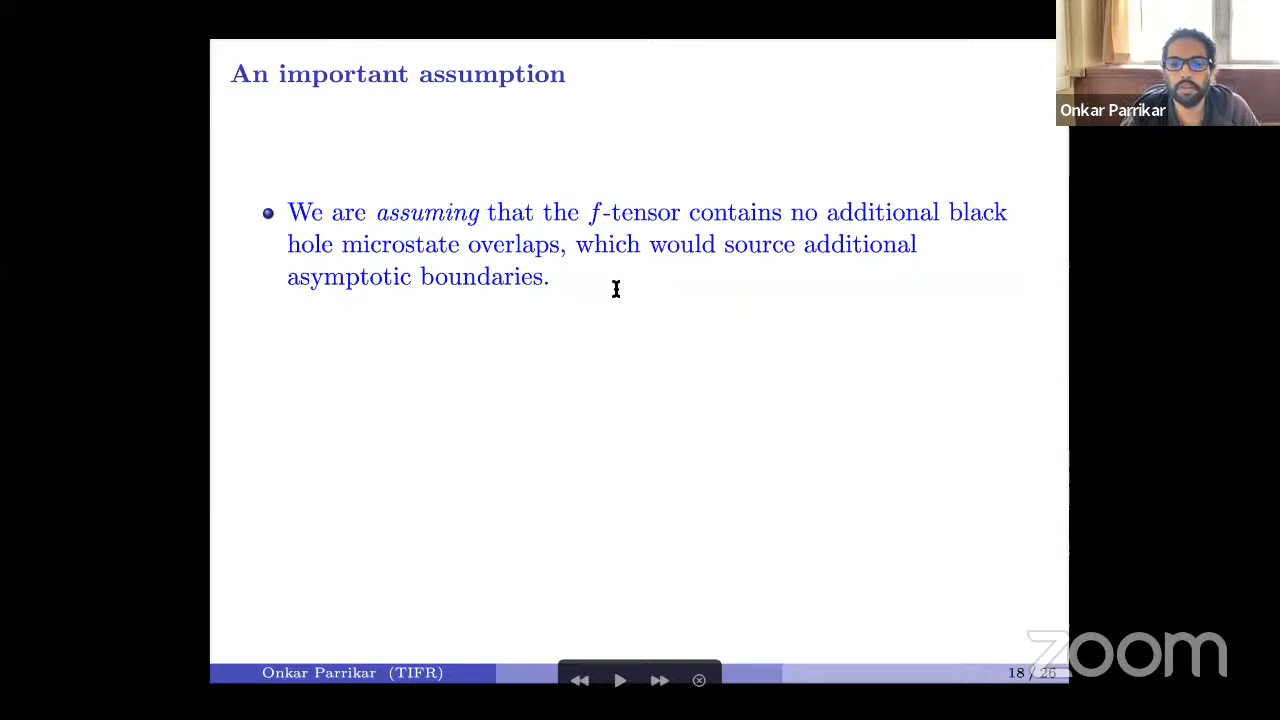 An important assumption
Onkar Parrikar
We are assuming that the f-tensor contains no additional black
hole microstate overlaps, which would source additional
asymptotic boundaries.
zoom
Onkar Parrikar (TIFR)
18 / 26